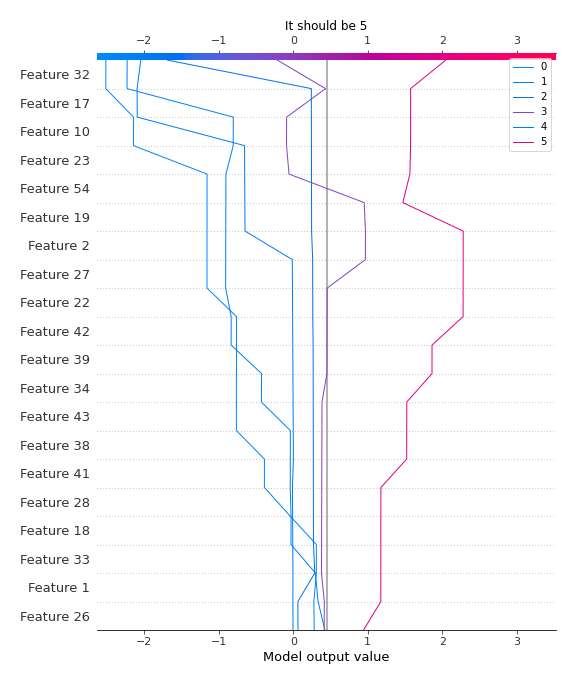 It should be 5
−2 −1 0 1 2 3
0
1
2
3
4
5
Feature 32
Feature 17
Feature 10
Feature 23
Feature 54
Feature 19
Feature 2
Feature 27
Feature 22
Feature 42
Feature 39
Feature 34
Feature 43
Feature 38
Feature 41
Feature 28
Feature 18
Feature 33
Feature 1
Feature 26
−2 −1 0 1 2 3
Model output value